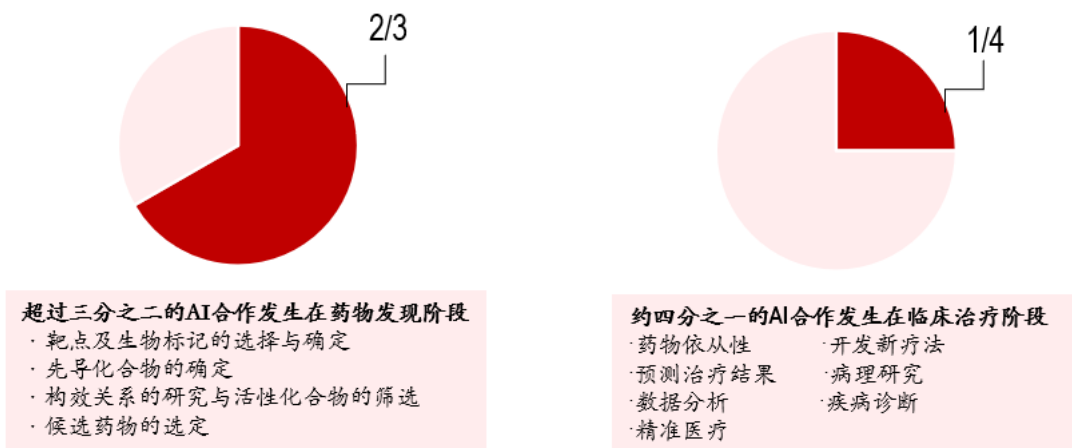 2/3
超过三分之二的AI合作发生在药物发现阶段
· 靶点及生物标记的选择与确定
· 先导化合物的确定
· 构效关系的研究与活性化合物的筛选
· 候选药物的选定
1/4
约四分之一的AI合作发生在临床治疗阶段
·药物依从性 ·开发新疗法
·预测治疗结果 ·病理研究
·数据分析 ·疾病诊断
·精准医疗